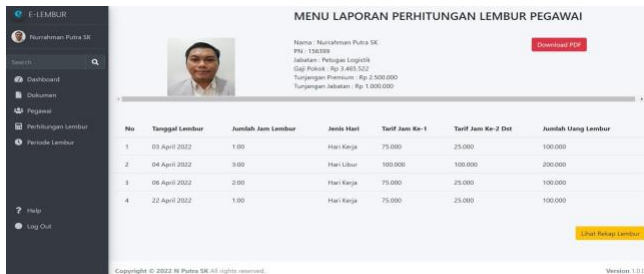 E-LEMBUR
Nurrahman Putra SK
Search
Dashboard
Dokumen
Pegawai
Perhitungan Lembur
Periode Lembur
Help
Log Out
MENU LAPORAN PERHITUNGAN LEMBUR PEGAWAI
Nama : Nurrahman Putra SK
PN : 156399
Jabatan : Petugas Logistik
Gaji Pokok : Rp 3.465.522
Tunjangan Premium : Rp 2.500.000
Tunjangan Jabatan : Rp 1.000.000
Download PDF
No Tanggal Lembur Jumlah Jam Lembur Jenis Hari Tarif Jam Ke-1 Tarif Jam Ke-2 Dst Jumlah Uang Lembur
1 03 April 2022 1:00 Hari Kerja 75.000 25.000 100.000
2 04 April 2022 3:00 Hari Libur 100.000 100.000 200.000
3 06 April 2022 2:00 Hari Kerja 75.000 25.000 100.000
4 22 April 2022 1:00 Hari Kerja 75.000 25.000 100.000
Lihat Rekap Lembur
Copyright © 2022 N Putra SK All rights reserved.
Version 1.0.0